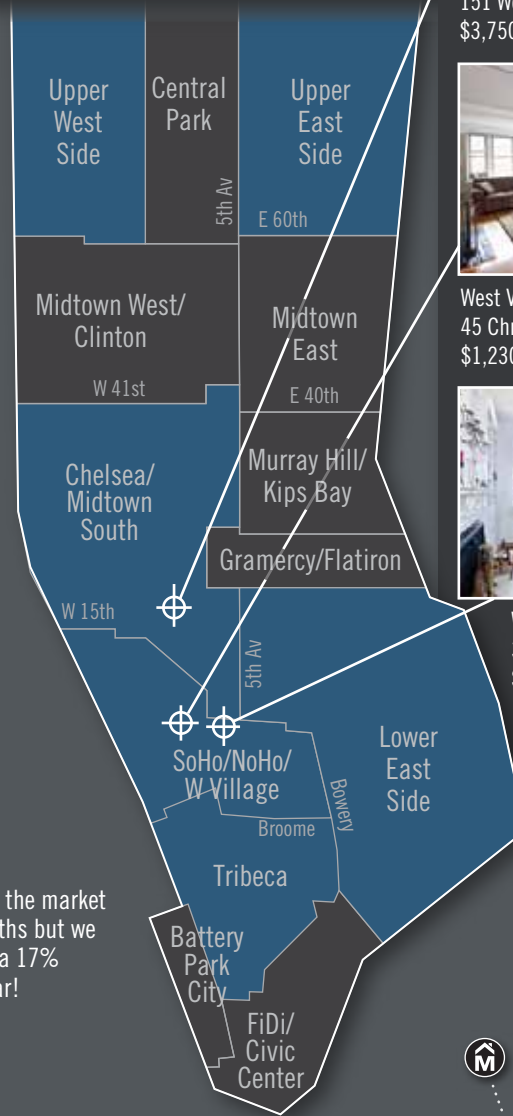 $3,750
Upper
West
Side
Central
Park
Upper
East
Side
5th Av
E 60th
Midtown West/
Clinton
Midtown
East
West V
45 Chr
$1,230
W 41st
E 40th
Chelsea/
Midtown
South
Murray Hill/
Kips Bay
Gramercy/Flatiron
W 15th
5th Av
SoHo/NoHo/
W Village
Lower
East
Side
Bowery
Broome
Tribeca
the market
ths but we
a 17%
ar!
Battery
Park
City
FiDi/
Civic
Center
M